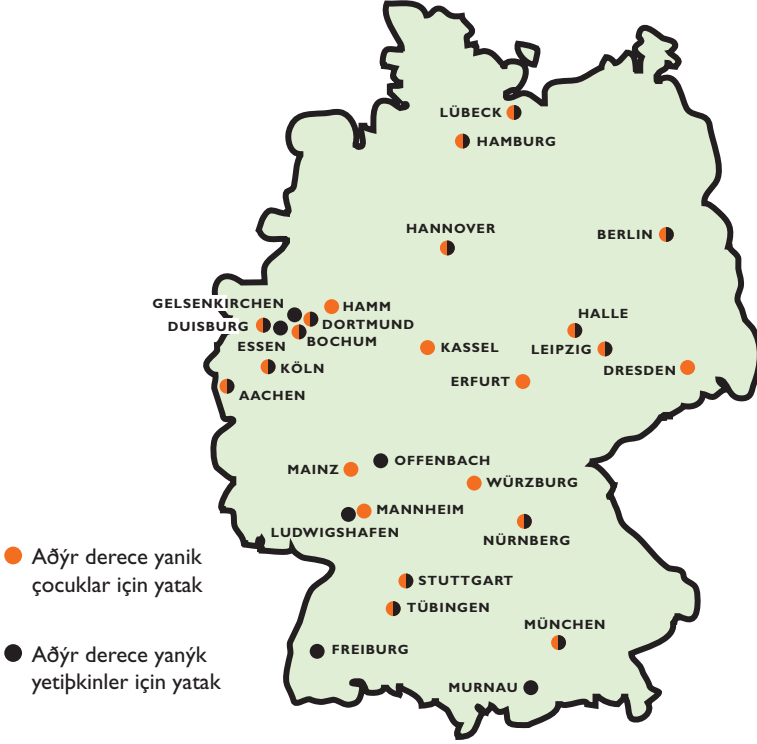 LÜBECK
HAMBURG
HANNOVER
BERLIN
GELSENKIRCHEN
HAMM
DUISBURG
DORTMUND
HALLE
ESSEN
BOCHUM
KASSEL
LEIPZIG
KÖLN
ERFURT
DRESDEN
AACHEN
MAINZ
OFFENBACH
WÜRZBURG
MANNHEIM
LUDWIGSHAFEN
NÜRNBERG
Aðýr derece yanik
çocuklar için yatak
STUTTGART
TÜBINGEN
MÜNCHEN
FREIBURG
Aðýr derece yanýk
yetiþkinler için yatak
MURNAU